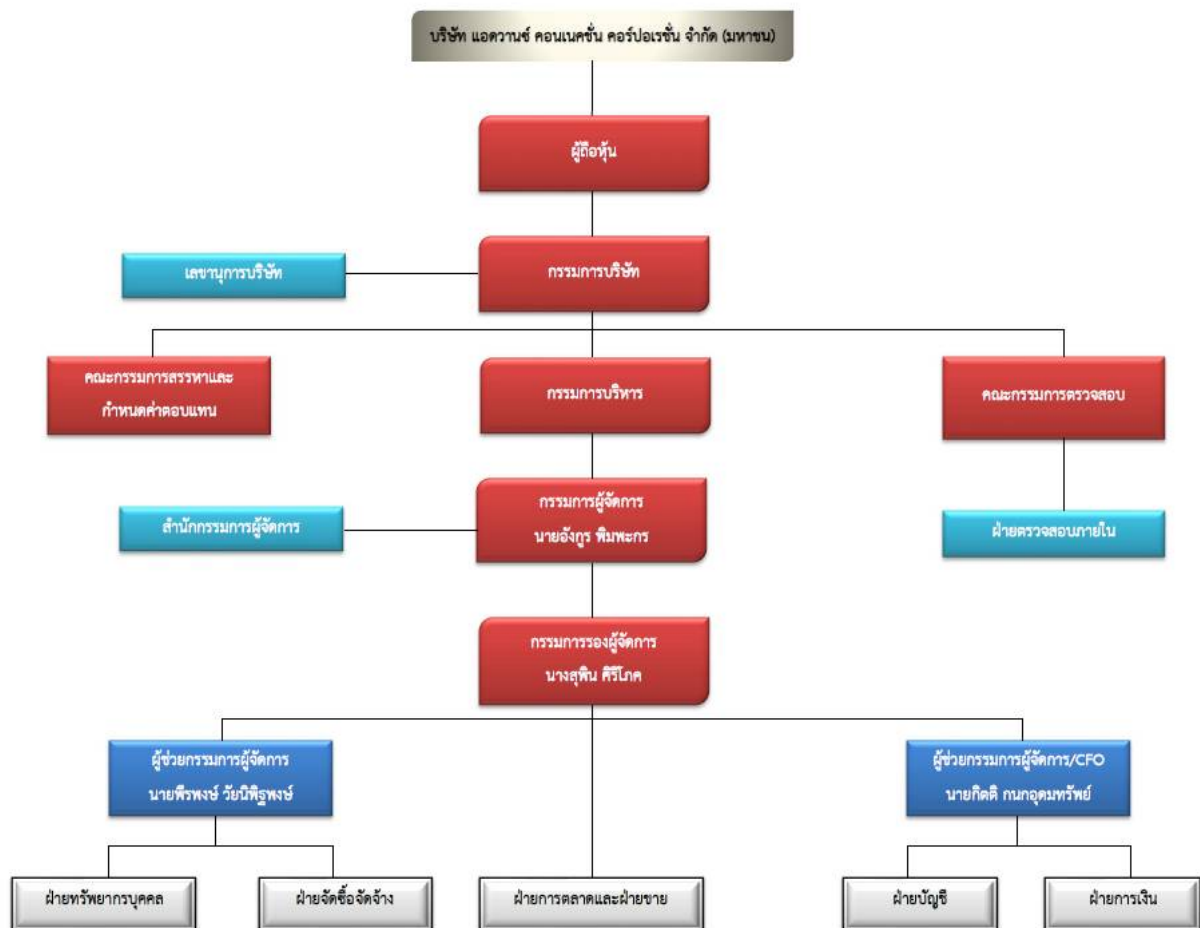 บริษัท แอดวานซ์ คอนเนคชั่น คอร์ปอเรชั่น จำกัด (มหาชน)
ผู้ถือหุ้น
เลขานุการบริษัท
กรรมการบริษัท
คณะกรรมการสรรหาและ
กำหนดค่าตอบแทน
กรรมการบริหาร
คณะกรรมการตรวจสอบ
สำนักกรรมการผู้จัดการ
กรรมการผู้จัดการ
นายอังกูร พิมพะกร
ฝ่ายตรวจสอบภายใน
กรรมการรองผู้จัดการ
นางสุพิน ศิริโภค
ผู้ช่วยกรรมการผู้จัดการ
นายพีรพงษ์ วัยนิพิฐพงษ์
ผู้ช่วยกรรมการผู้จัดการ/CFO
นายกิตติ กนกอุดมทรัพย์
ฝ่ายทรัพยากรบุคคล
ฝ่ายจัดซื้อจัดจ้าง
ฝ่ายการตลาดและฝ่ายขาย
ฝ่ายบัญชี
ฝ่ายการเงิน